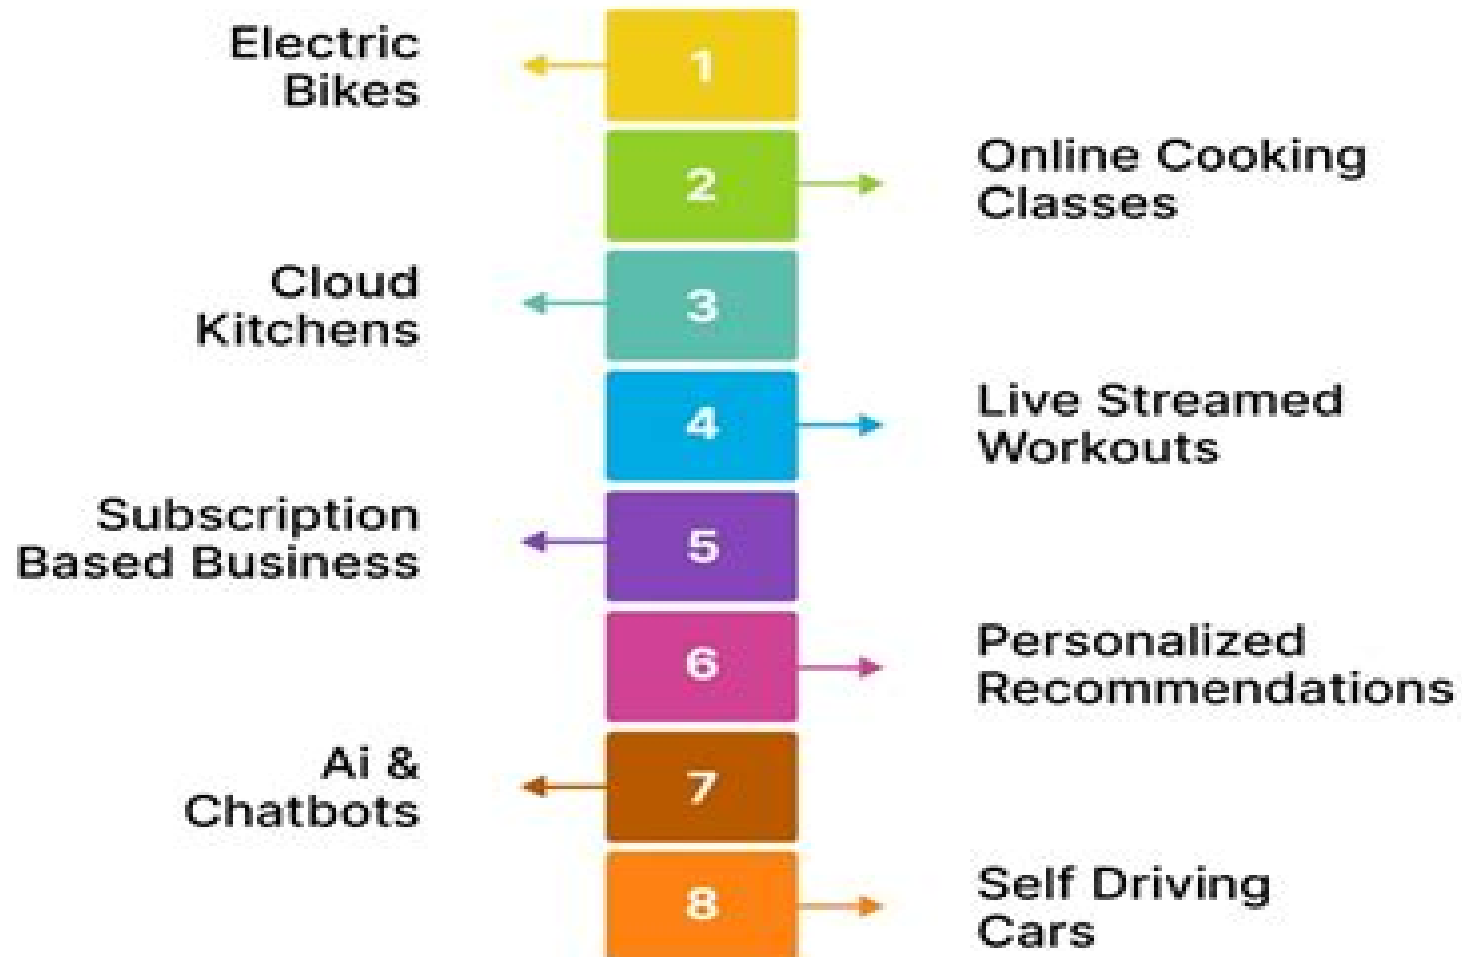 Electric
Bikes
1
2
Online Cooking
Classes
Cloud
Kitchens
3
4
Live Streamed
Workouts
Subscription
Based Business
5
6
Personalized
Recommendations
Ai &
Chatbots
7
8
Self Driving
Cars